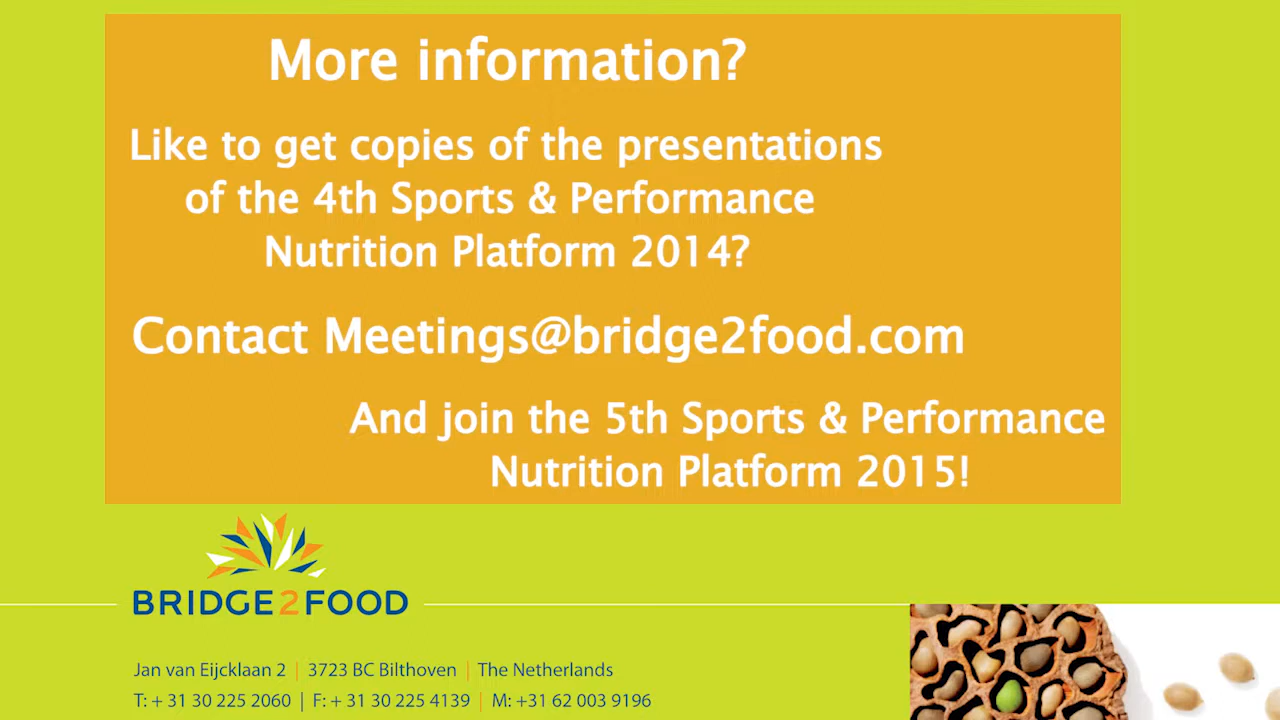 More information?
Like to get copies of the presentations
of the 4th Sports & Performance
Nutrition Platform 2014?
Contact Meetings@bridge2food.com
And join the 5th Sports & Performance
Nutrition Platform 2015!
BRIDGE2FOOD
Jan van Eijcklaan 2 | 3723 BC Bilthoven | The Netherlands
T: + 31 30 225 2060 | F: + 31 30 225 4139 | M: +31 62 003 9196